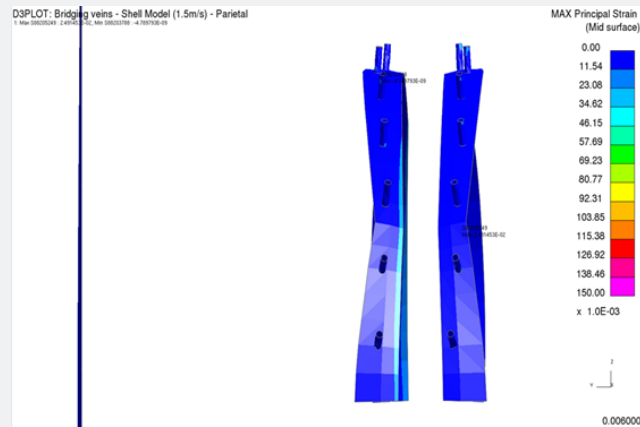 D3PLOT: Bridging veins - Shell Model (1.5m/s) - Parietal
MAX Principal Strain
(Mid surface)
0.00
11.54
23.08
34.62
46.15
57.69
69.23
80.77
92.31
103.85
115.38
126.92
138.46
150.00
x 1.0E-03
Z
Y
X
0.006000